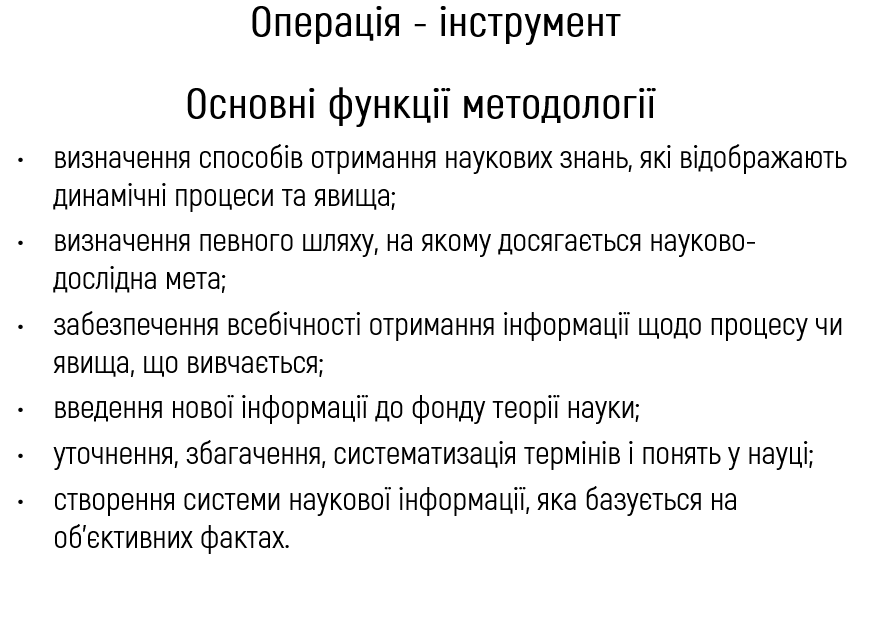 Операція - інструмент
Основні функції методології
• визначення способів отримання наукових знань, які відображають
динамічні процеси та явища;
• визначення певного шляху, на якому досягається науково-
дослідна мета;
• забезпечення всебічності отримання інформації щодо процесу чи
явища, що вивчається;
• введення нової інформації до фонду теорії науки;
• уточнення, збагачення, систематизація термінів і понять у науці;
• створення системи наукової інформації, яка базується на
об’єктивних фактах.